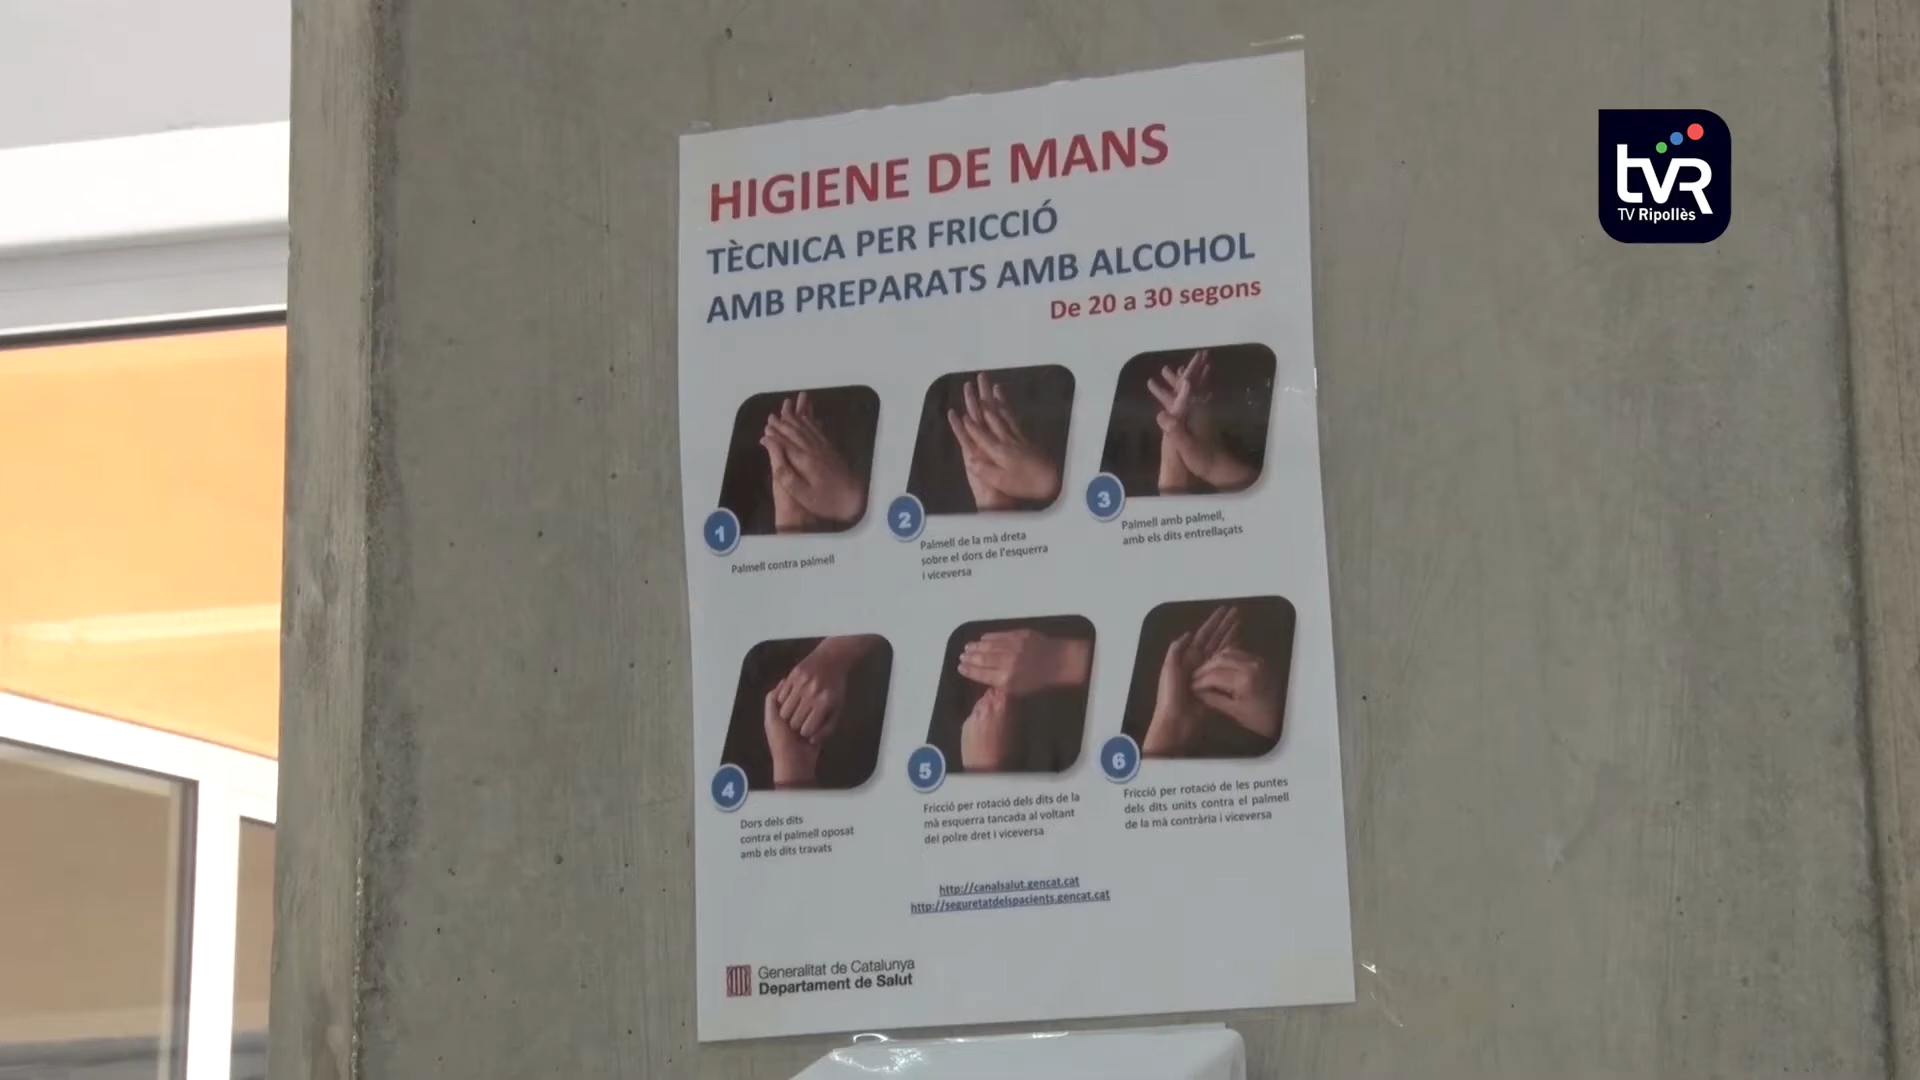 HIGIENE DE MANS
TÈCNICA PER FRICCIÓ
AMB PREPARATS AMB ALCOHOL
De 20 a 30 segons
1
Palmell contra palmell
2
Palmell de la mà dreta
sobre el dors de l'esquerra
i viceversa
3
Palmell amb palmell,
amb els dits entrellaçats
4
Dors dels dits
contra el palmell oposat
amb els dits travats
5
Fricció per rotació dels dits de la
mà esquerra tancada al voltant
del polze dret i viceversa
6
Fricció per rotació de les puntes
dels dits units contra el palmell
de la mà contrària i viceversa
http://canalsalut.gencat.cat
http://seguretatdelspacients.gencat.cat
Generalitat de Catalunya
Departament de Salut
tvR
TV Ripollès